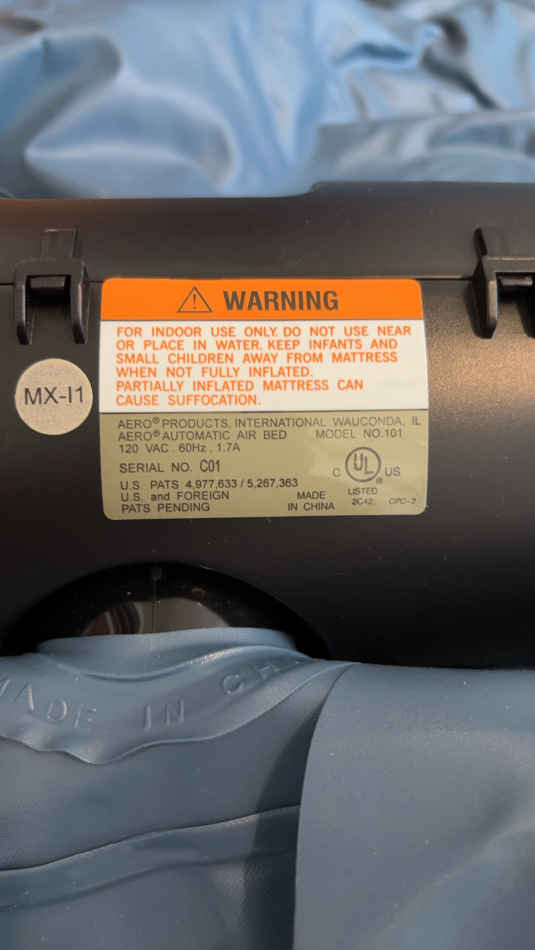 WARNING
FOR INDOOR USE ONLY. DO NOT USE NEAR
OR PLACE IN WATER. KEEP INFANTS AND
SMALL CHILDREN AWAY FROM MATTRESS
WHEN NOT FULLY INFLATED.
PARTIALLY INFLATED MATTRESS CAN
CAUSE SUFFOCATION.
MX-I1
AERO® PRODUCTS, INTERNATIONAL WAUCONDA, IL
AERO® AUTOMATIC AIR BED MODEL NO.101
120 VAC . 60Hz , 1.7A
SERIAL NO. C01
C UL® US
LISTED
2C42, CPC-2
U.S. PATS 4,977,633 / 5,267,363
U.S. and FOREIGN
PATS PENDING
MADE
IN CHINA
MADE IN CH